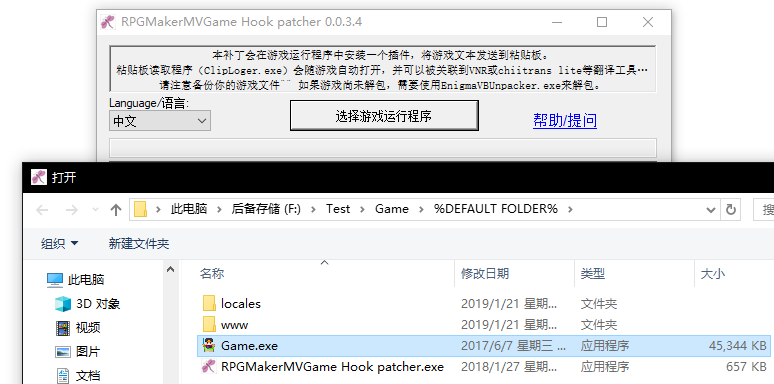 RPGMakerMVGame Hook patcher 0.0.3.4
本补丁会在游戏运行程序中安装一个插件，将游戏文本发送到粘贴板。
粘贴板读取程序（ClipLoger.exe）会随游戏自动打开，并可以被关联到VNR或chiitrans lite等翻译工具…
请注意备份你的游戏文件~~ 如果游戏尚未解包，需要使用EnigmaVBUnpacker.exe来解包。
Language/语言:
中文
选择游戏运行程序
帮助/提问
打开
此电脑 > 后备存储 (F:) > Test > Game > %DEFAULT FOLDER% >
组织 新建文件夹
名称 修改日期 类型 大小
此电脑
3D 对象
视频
图片
文档
locales 2019/1/21 星期... 文件夹
www 2019/1/21 星期... 文件夹
Game.exe 2017/6/7 星期三 ... 应用程序 45,344 KB
RPGMakerMVGame Hook patcher.exe 2018/1/27 星期... 应用程序 657 KB